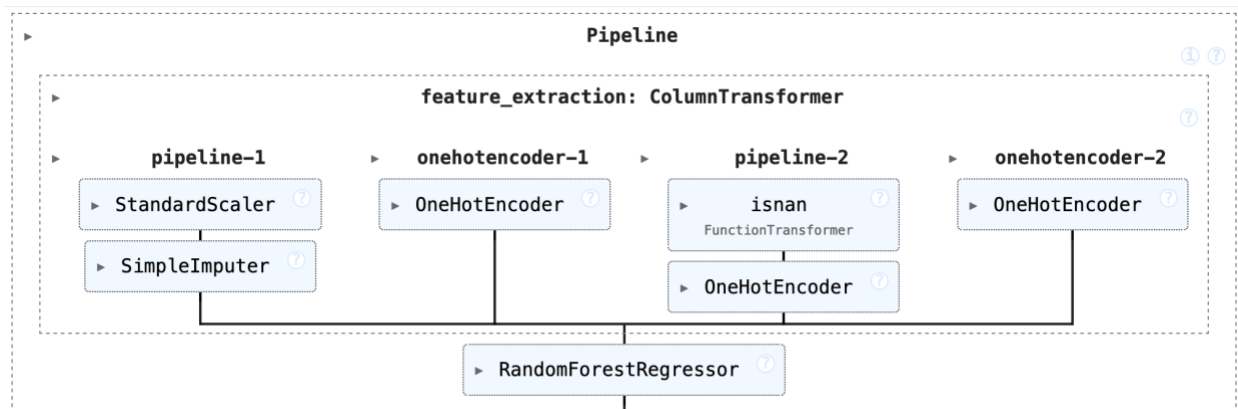 Pipeline
i ?
feature_extraction: ColumnTransformer
?
pipeline-1 onehotencoder-1 pipeline-2 onehotencoder-2
StandardScaler ? OneHotEncoder ? isnan ? OneHotEncoder ?
FunctionTransformer
SimpleImputer ? OneHotEncoder ?
RandomForestRegressor ?